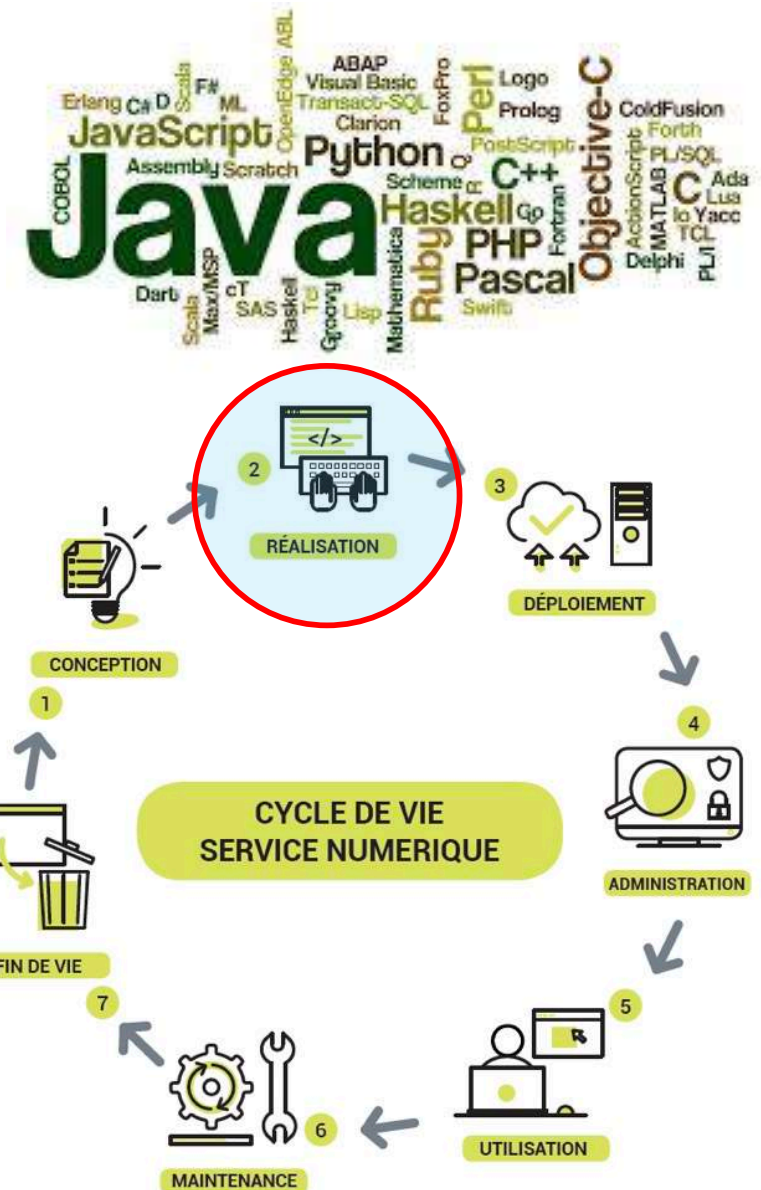 OpenEdge ABL
ABAP
Visual Basic
FoxPro
Perl
Logo
Objective-C
Erlang C# D Scala F# ML
Transact-SQL
Prolog
ColdFusion
JavaScript
Clarion
PostScript
Forth
COBOL
Assembly Scratch
Python
Q
C++
ActionScript
PL/SQL
MATLAB
C
Ada
Lua
Java
Scheme
R
Haskell
Go
Fortran
Io Yacc
TCL
Mathematica
Ruby
PHP
Delphi
PL/I
Dart
Scala
Max/MSP
cT
SAS
Haskell
Tcl
Groovy
Lisp
Pascal
Swift
</>
2
RÉALISATION
3
DÉPLOIEMENT
CONCEPTION
1
4
CYCLE DE VIE
SERVICE NUMERIQUE
ADMINISTRATION
FIN DE VIE
7
5
6
UTILISATION
MAINTENANCE